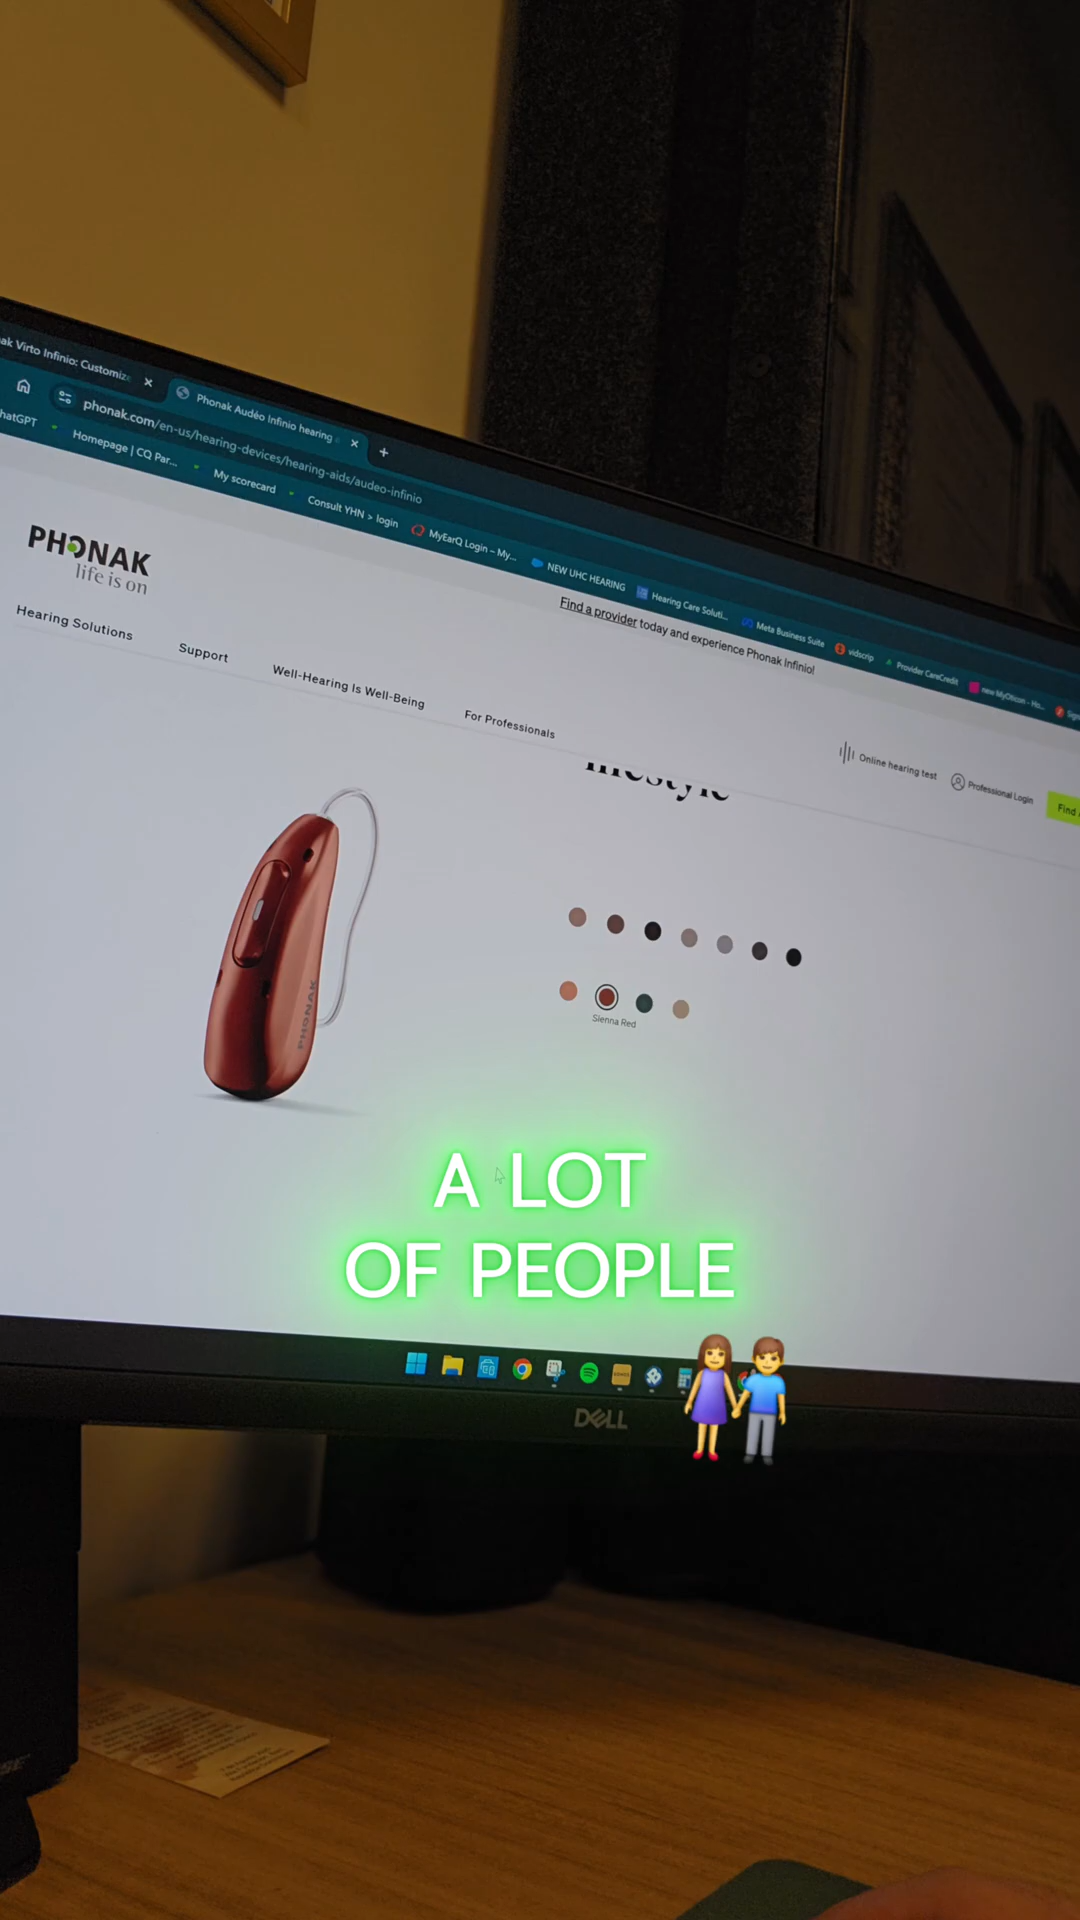 ak Virto Infinio: Customiz
Phonak Audéo Infinio hearing
phonak.com/en-us/hearing-devices/hearing-aids/audeo-infinio
hatGPT
Homepage | CQ Par...
My scorecard
Consult YHN > login
MyEarQ Login – My...
NEW UHC HEARING
Hearing Care Soluti...
Meta Business Suite
vidscrip
Provider CareCredit
new MyOticon - Ho...
PHONAK
life is on
Find a provider today and experience Phonak Infinio!
Hearing Solutions
Support
Well-Hearing Is Well-Being
For Professionals
Online hearing test
Professional Login
Find
lifestyle
PHONAK
Sienna Red
A LOT
OF PEOPLE
DELL